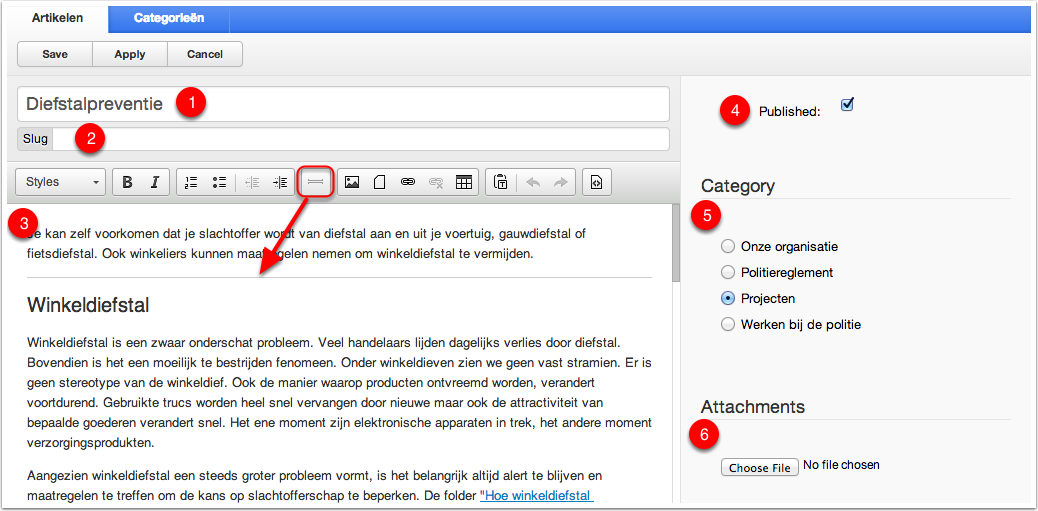 Artikelen Categorieën
Save Apply Cancel
Diefstalpreventie 1
Slug 2
Styles B I
3
Je kan zelf voorkomen dat je slachtoffer wordt van diefstal aan en uit je voertuig, gauwdiefstal of
fietsdiefstal. Ook winkeliers kunnen maatregelen nemen om winkeldiefstal te vermijden.
Winkeldiefstal
Winkeldiefstal is een zwaar onderschat probleem. Veel handelaars lijden dagelijks verlies door diefstal.
Bovendien is het een moeilijk te bestrijden fenomeen. Onder winkeldieven zien we geen vast stramien. Er is
geen stereotype van de winkeldief. Ook de manier waarop producten ontvreemd worden, verandert
voortdurend. Gebruikte trucs worden heel snel vervangen door nieuwe maar ook de attractiviteit van
bepaalde goederen verandert snel. Het ene moment zijn elektronische apparaten in trek, het andere moment
verzorgingsprodukten.
Aangezien winkeldiefstal een steeds groter probleem vormt, is het belangrijk altijd alert te blijven en
maatregelen te treffen om de kans op slachtofferschap te beperken. De folder "Hoe winkeldiefstal
4 Published:
Category
5
Onze organisatie
Politiereglement
Projecten
Werken bij de politie
Attachments
6
Choose File No file chosen